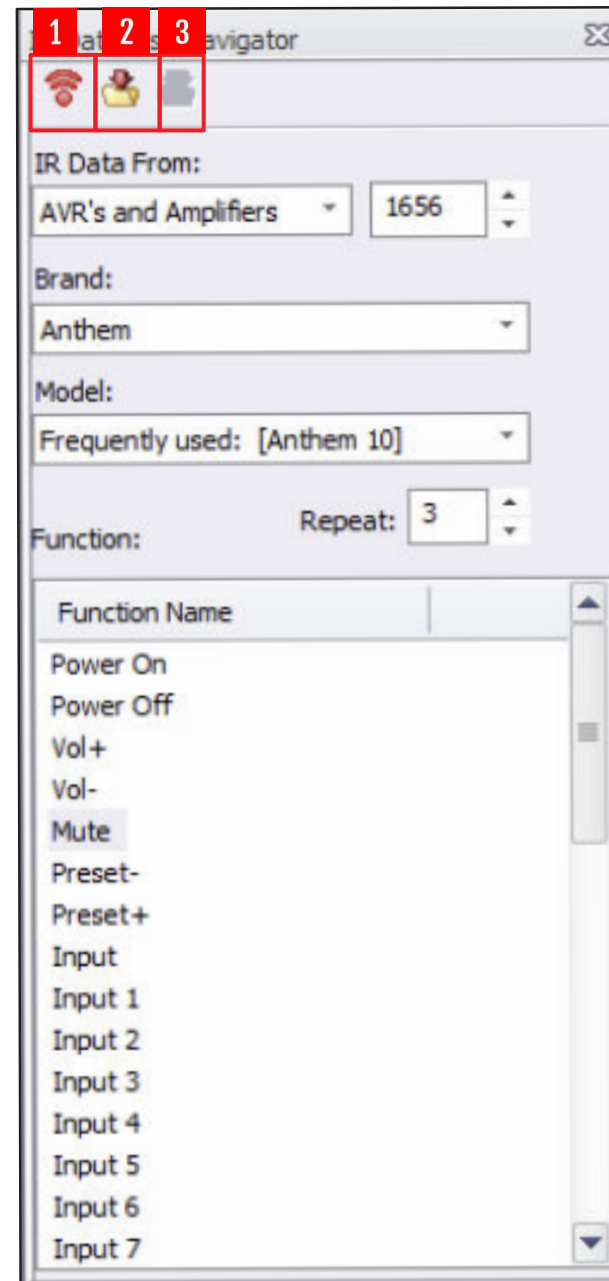 1 2 3
avigator
IR Data From:
AVR's and Amplifiers 1656
Brand:
Anthem
Model:
Frequently used: [Anthem 10]
Function: Repeat: 3
Function Name
Power On
Power Off
Vol+
Vol-
Mute
Preset-
Preset+
Input
Input 1
Input 2
Input 3
Input 4
Input 5
Input 6
Input 7